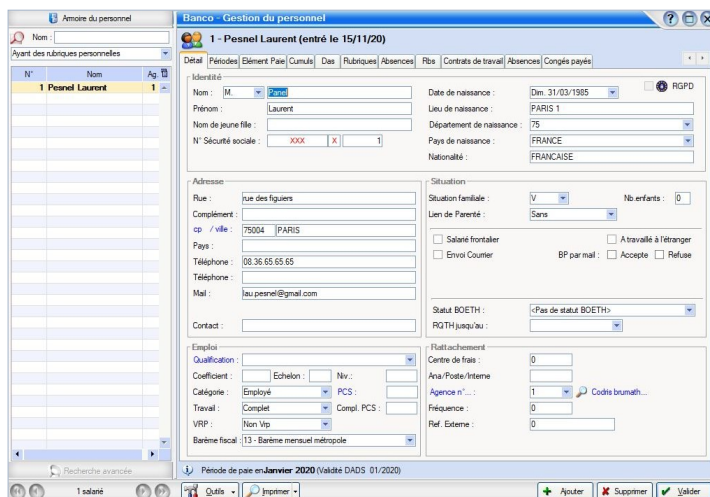 Armoire du personnel
Nom :
Ayant des rubriques personnelles
N° Nom Ag.
1 Pesnel Laurent 1
Recherche avancée
1 salarié
Banco - Gestion du personnel
1 - Pesnel Laurent (entré le 15/11/20)
Détail Périodes Elément Paie Cumuls Das Rubriques Absences Rbs Contrats de travail Absences Congés payés
Identité
Nom : M. Panel
Prénom : Laurent
Nom de jeune fille :
N° Sécurité sociale : XXX X 1
Date de naissance : Dim. 31/03/1985
RGPD
Lieu de naissance : PARIS 1
Département de naissance : 75
Pays de naissance : FRANCE
Nationalité : FRANCAISE
Adresse
Rue : rue des figuiers
Complément :
cp / ville : 75004 PARIS
Pays :
Téléphone : 08.36.65.65.65
Téléphone :
Mail : lau.pesnel@gmail.com
Contact :
Situation
Situation familiale : V Nb.enfants : 0
Lien de Parenté : Sans
Salarié frontalier A travaillé à l'étranger
Envoi Courrier BP par mail : Accepte Refuse
Statut BOETH : <Pas de statut BOETH>
RQTH jusqu'au :
Emploi
Qualification :
Coefficient : Echelon : Niv.:
Catégorie : Employé PCS :
Travail : Complet Compl. PCS :
VRP : Non Vrp
Barème fiscal : 13 - Barème mensuel métropole
Rattachement
Centre de frais : 0
Ana/Poste/Interne
Agence n°... : 1 Codris brumath...
Fréquence : 0
Ref. Externe : 0
Période de paie en Janvier 2020 (Validité DADS 01/2020)
Outils Imprimer Ajouter Supprimer Valider